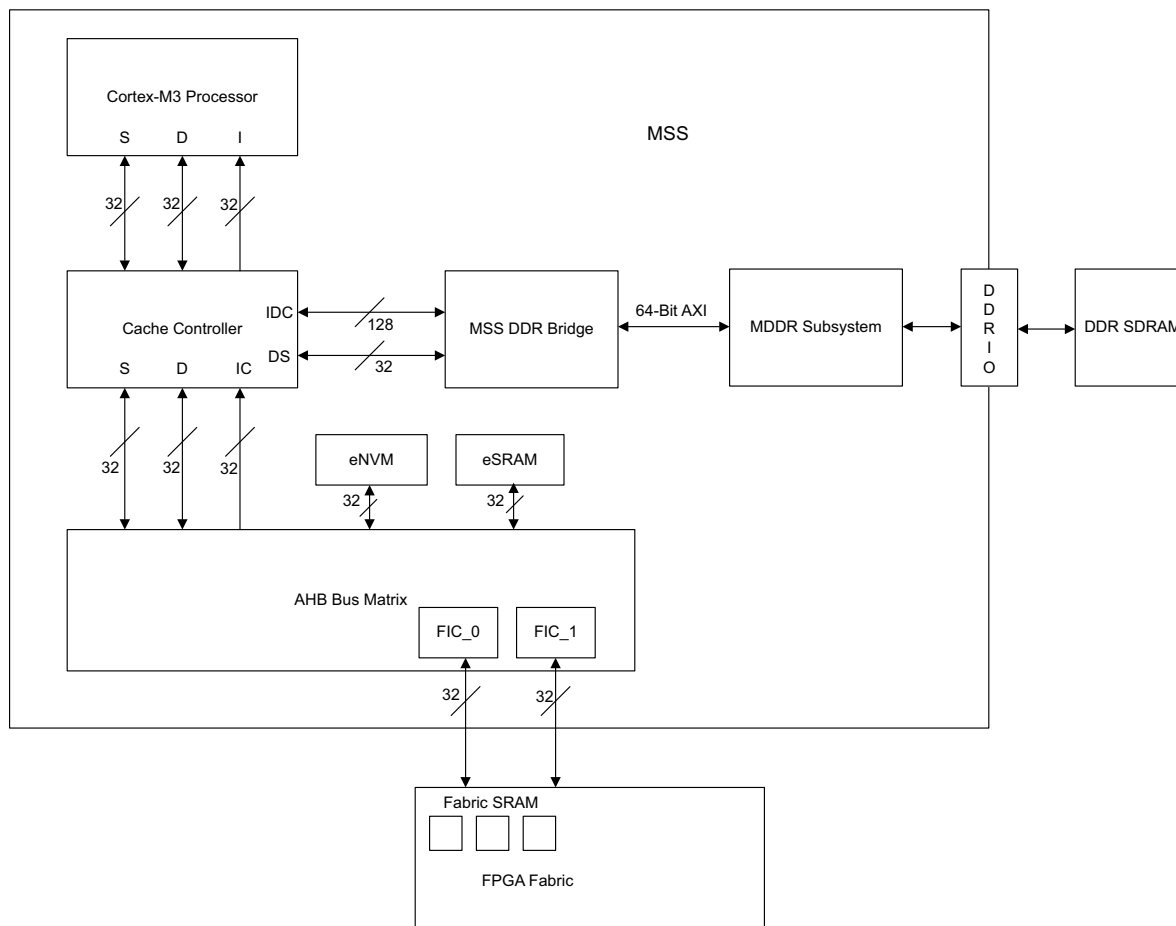 Cortex-M3 Processor
S D I
MSS
32 32 32
Cache Controller
IDC
DS
S D IC
128
32
MSS DDR Bridge
64-Bit AXI
MDDR Subsystem
D
D
R
I
O
DDR SDRAM
32 32 32
eNVM
eSRAM
32 32
AHB Bus Matrix
FIC_0
FIC_1
32 32
Fabric SRAM
FPGA Fabric